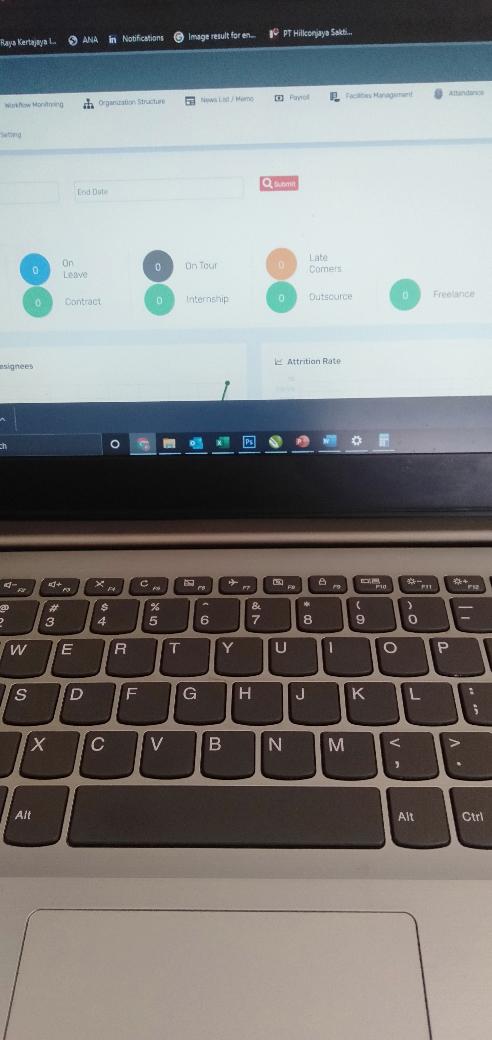 Raya Kertajaya I... ANA Notifications Image result for en... PT Hillconjaya Sakti...
Workflow Monitoring Organization Structure News List / Memo Payroll Facilities Management Attendance
Setting
End Date Submit
0 On Leave 0 On Tour 0 Late Comers
0 Contract 0 Internship 0 Outsource 0 Freelance
esignees Attrition Rate
ch
Ps
F2 F3 F4 F5 F6 F7 F8 F9 F10 F11 F12
@ # $ % ^ & * ( ) —
2 3 4 5 6 7 8 9 0 -
W E R T Y U I O P
S D F G H J K L : ;
X C V B N M < , > .
Alt Alt Ctrl